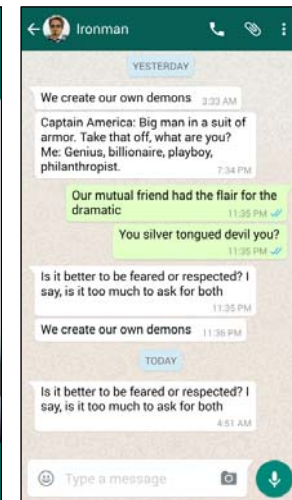 Ironman
YESTERDAY
We create our own demons 3:33 AM
Captain America: Big man in a suit of
armor. Take that off, what are you?
Me: Genius, billionaire, playboy,
philanthropist.
7:34 PM
Our mutual friend had the flair for the
dramatic
11:35 PM
You silver tongued devil you?
11:35 PM
Is it better to be feared or respected? I
say, is it too much to ask for both
11:35 PM
We create our own demons 11:36 PM
TODAY
Is it better to be feared or respected? I
say, is it too much to ask for both
4:51 AM
Type a message